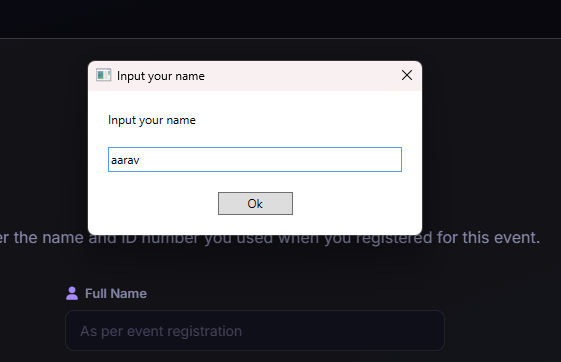 Input your name
Input your name
aarav
Ok
er the name and ID number you used when you registered for this event.
Full Name
As per event registration